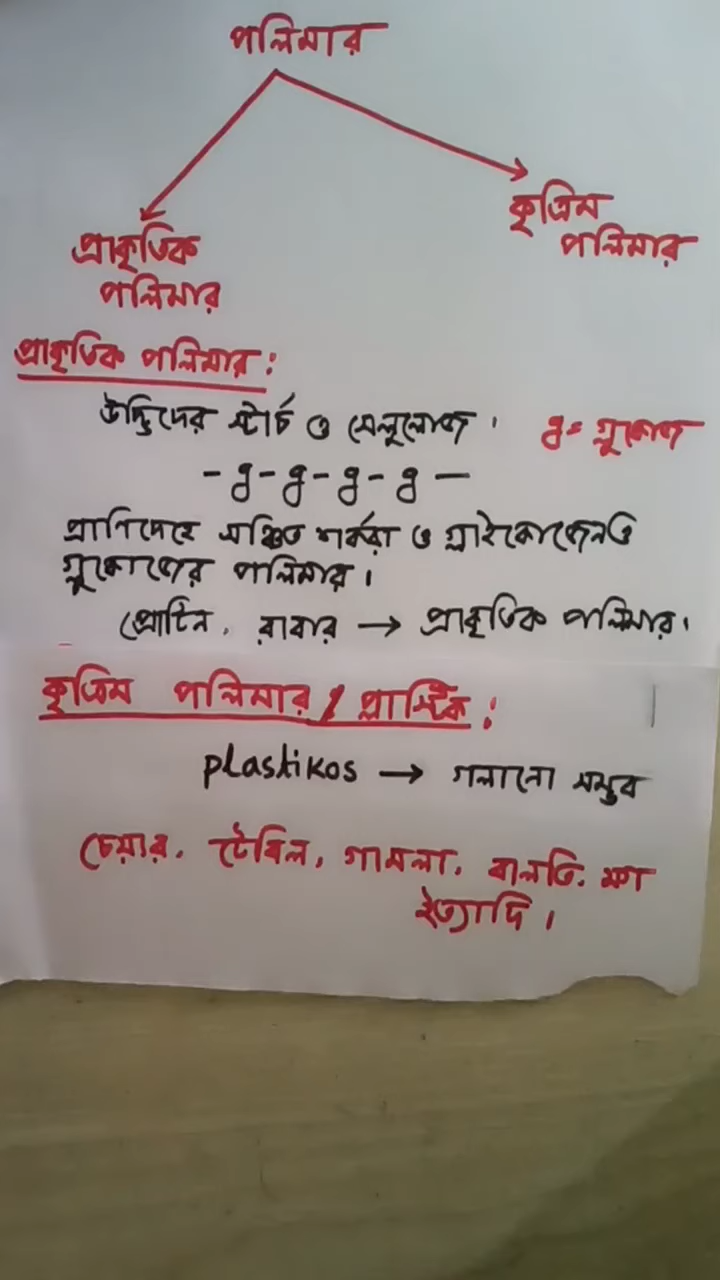 পলিমার
প্রাকৃতিক
পলিমার
কৃত্রিম
পলিমার
প্রাকৃতিক পলিমার :
উদ্ভিদের স্টার্চ ও সেলুলোজ । g = গ্লুকোজ
- g - g - g - g -
প্রাণিদেহে সঞ্চিত শর্করা ও গ্লাইকোজেনও
গ্লুকোজের পলিমার ।
প্রোটিন, রাবার → প্রাকৃতিক পলিমার ।
কৃত্রিম পলিমার / প্লাস্টিক :
plastikos → গলানো সম্ভব
চেয়ার, টেবিল, গামলা, বালতি,
ইত্যাদি ।